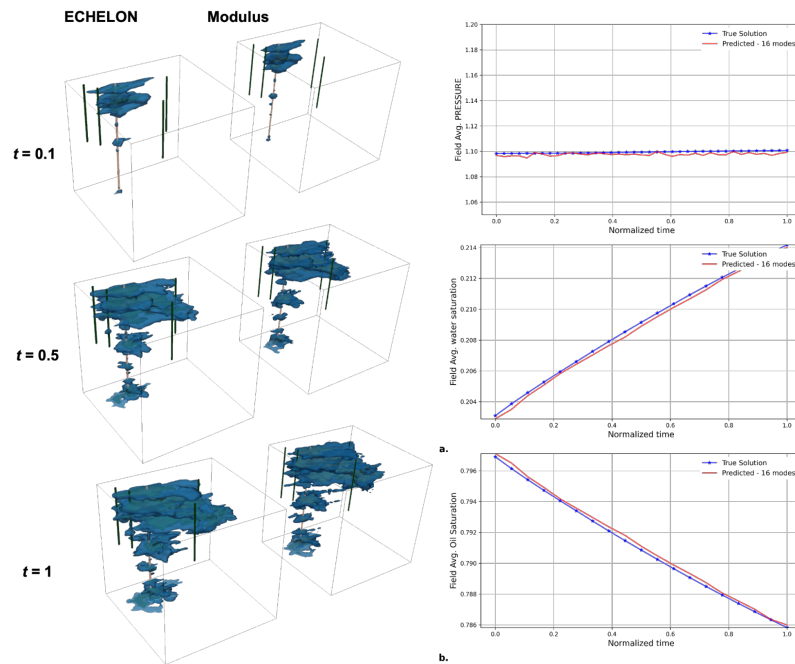 ECHELON
Modulus
t = 0.1
t = 0.5
t = 1
1.20
1.18
1.16
1.14
1.12
1.10
1.08
1.06
Field Avg. PRESSURE
True Solution
Predicted - 16 modes
0.0
0.2
0.4
0.6
0.8
1.0
Normalized time
0.214
0.212
0.210
0.208
0.206
0.204
Field Avg. water saturation
True Solution
Predicted - 16 modes
0.0
0.2
0.4
0.6
0.8
1.0
Normalized time
a.
0.796
0.794
0.792
0.790
0.788
0.786
Field Avg. Oil Saturation
True Solution
Predicted - 16 modes
0.0
0.2
0.4
0.6
0.8
1.0
Normalized time
b.